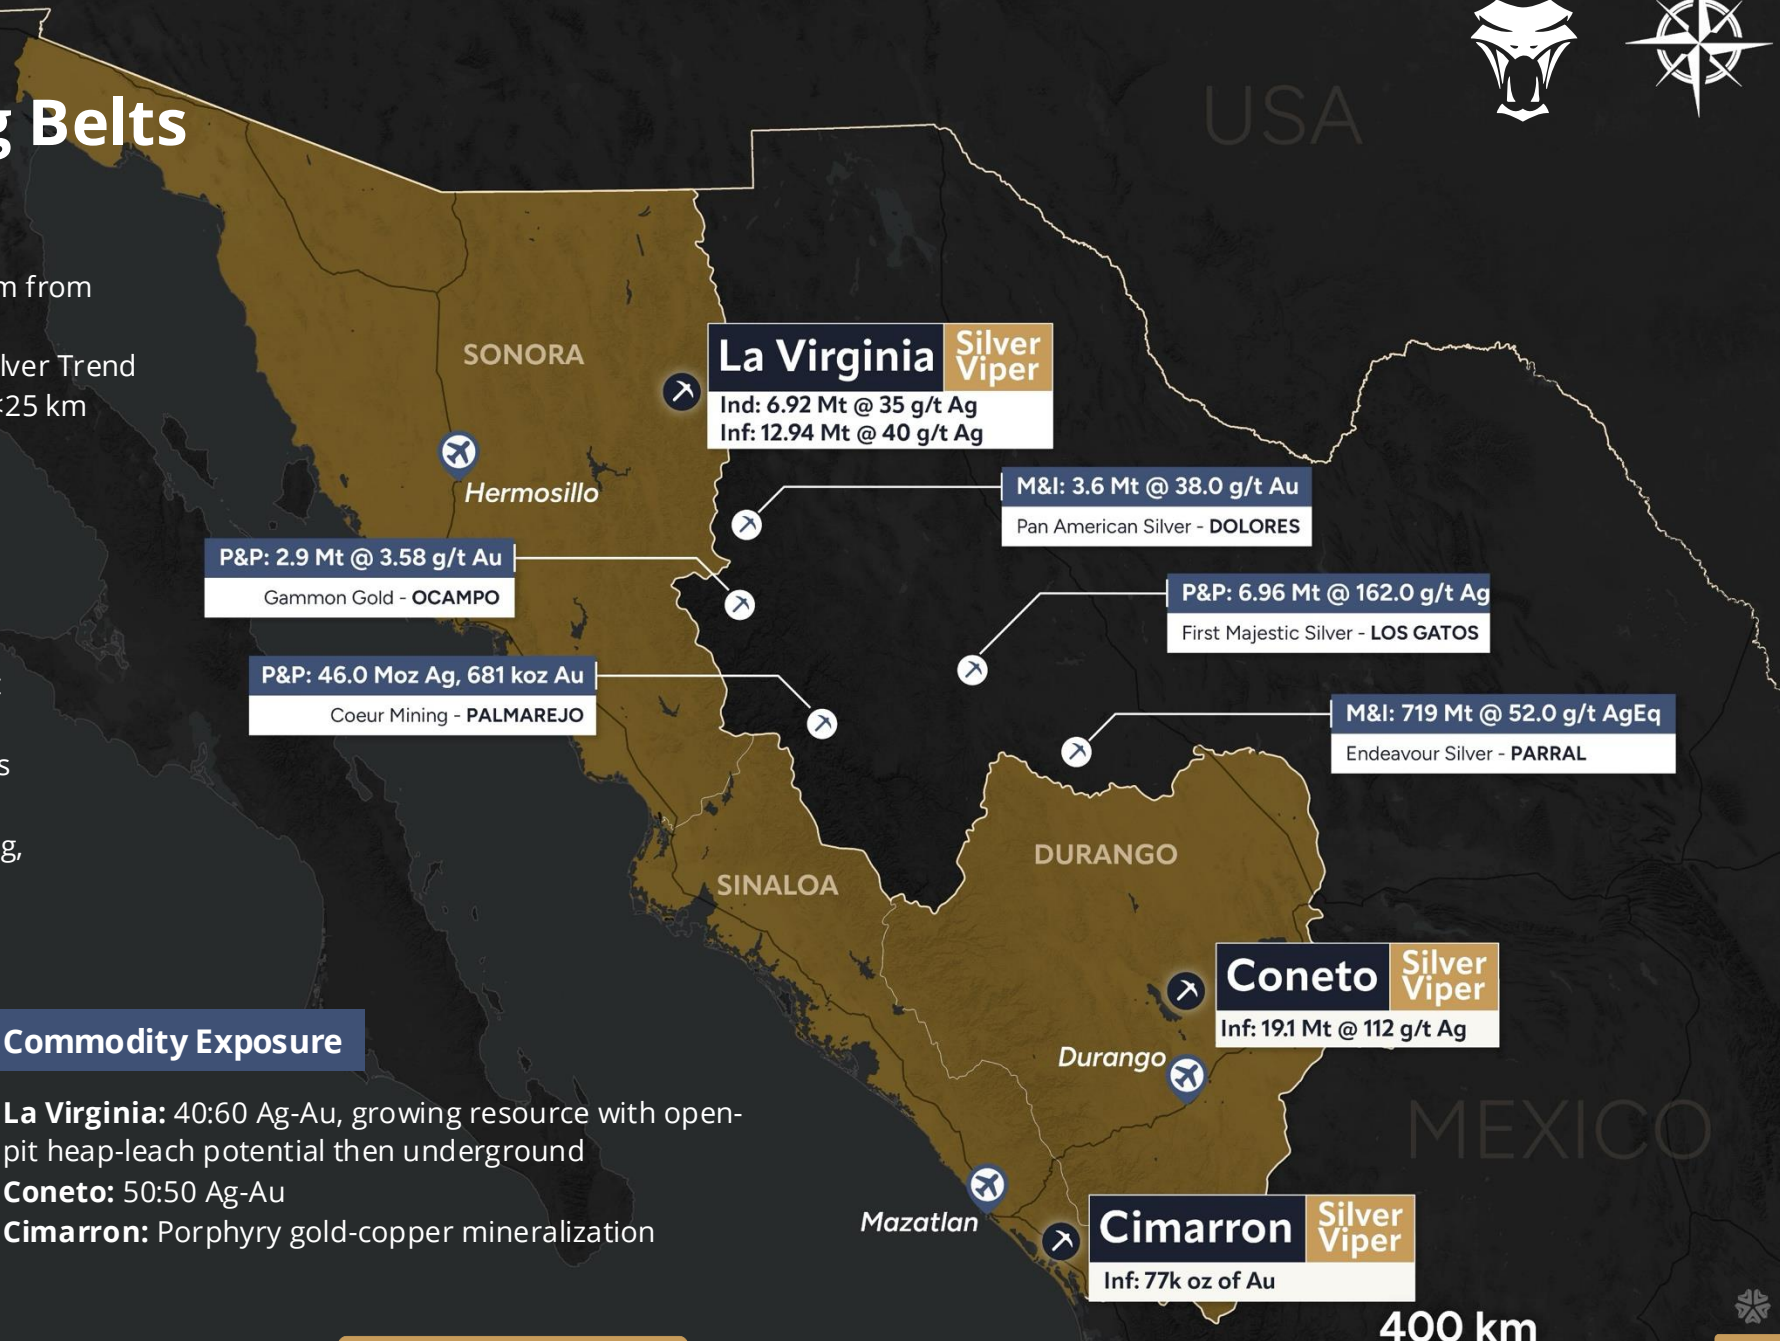 g Belts
USA
m from
lver Trend
<25 km
SONORA
La Virginia
Silver
Viper
Ind: 6.92 Mt @ 35 g/t Ag
Inf: 12.94 Mt @ 40 g/t Ag
Hermosillo
M&I: 3.6 Mt @ 38.0 g/t Au
Pan American Silver - DOLORES
P&P: 2.9 Mt @ 3.58 g/t Au
Gammon Gold - OCAMPO
P&P: 6.96 Mt @ 162.0 g/t Ag
First Majestic Silver - LOS GATOS
P&P: 46.0 Moz Ag, 681 koz Au
Coeur Mining - PALMAREJO
M&I: 719 Mt @ 52.0 g/t AgEq
Endeavour Silver - PARRAL
s
g,
DURANGO
SINALOA
Coneto
Silver
Viper
Inf: 19.1 Mt @ 112 g/t Ag
Durango
MEXICO
Commodity Exposure
La Virginia: 40:60 Ag-Au, growing resource with open-
pit heap-leach potential then underground
Coneto: 50:50 Ag-Au
Cimarron: Porphyry gold-copper mineralization
Mazatlan
Cimarron
Silver
Viper
Inf: 77k oz of Au
400 km